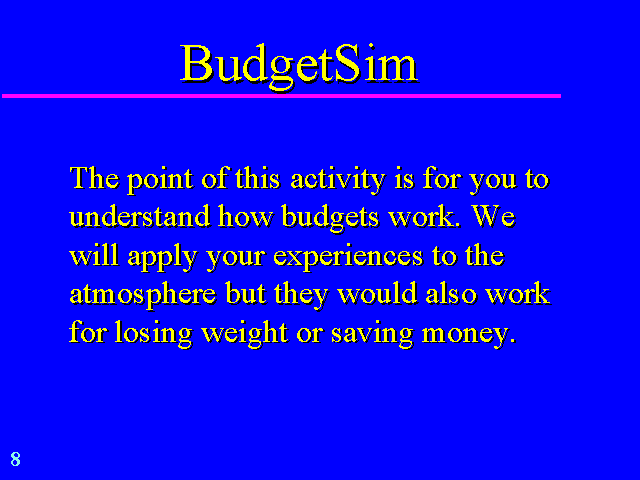 BudgetSim
The point of this activity is for you to
understand how budgets work. We
will apply your experiences to the
atmosphere but they would also work
for losing weight or saving money.
8